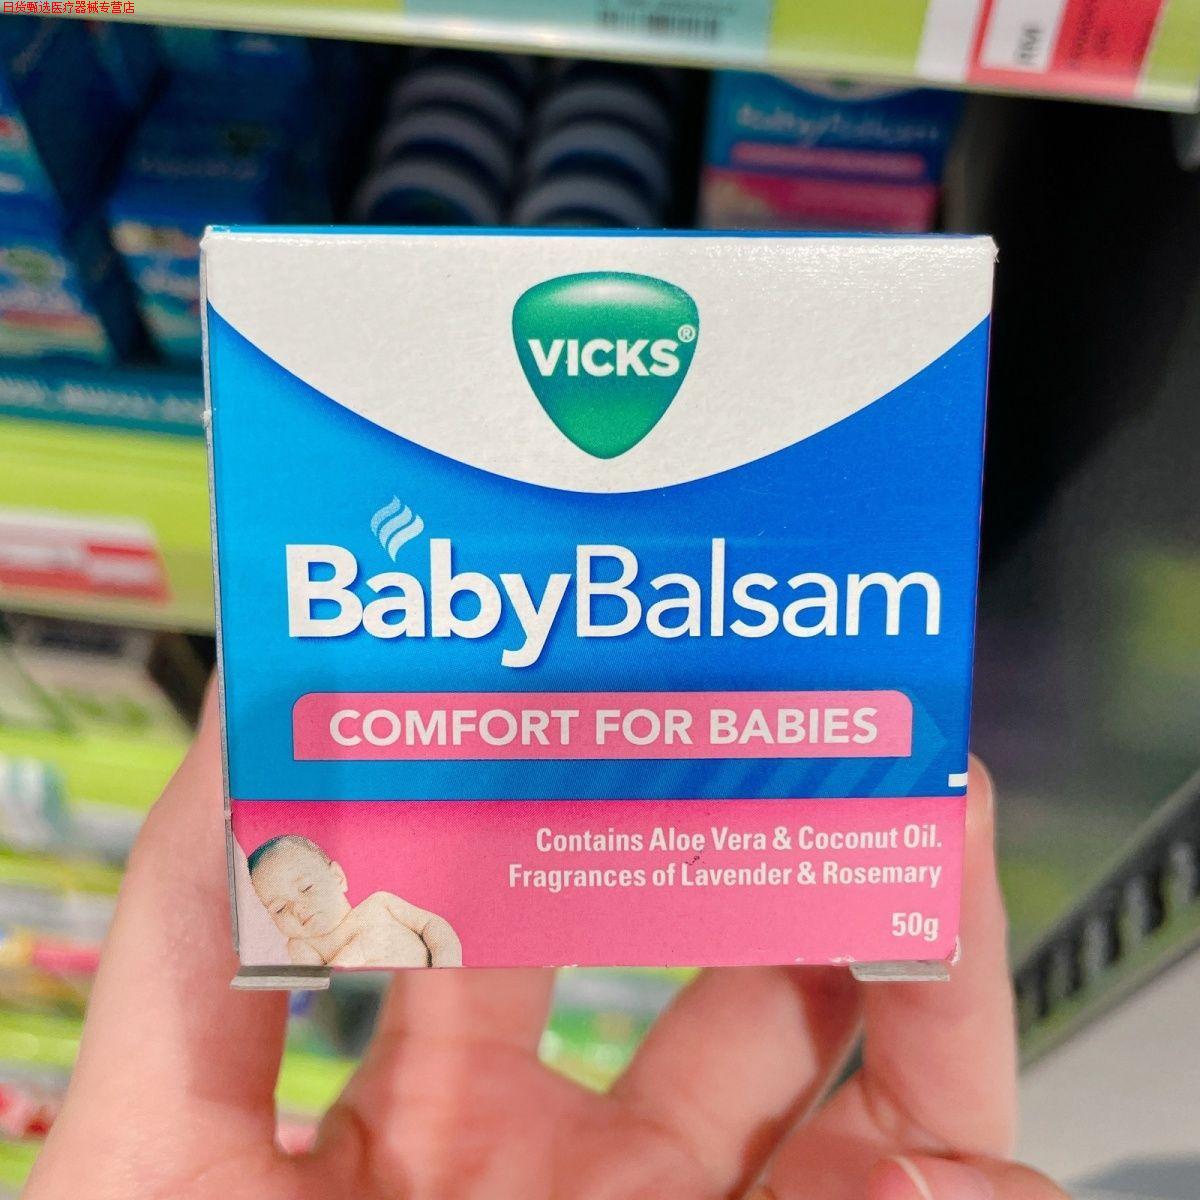 日货甄选医疗器械专营店
VICKS®
BabyBalsam
COMFORT FOR BABIES
Contains Aloe Vera & Coconut Oil.
Fragrances of Lavender & Rosemary
50g